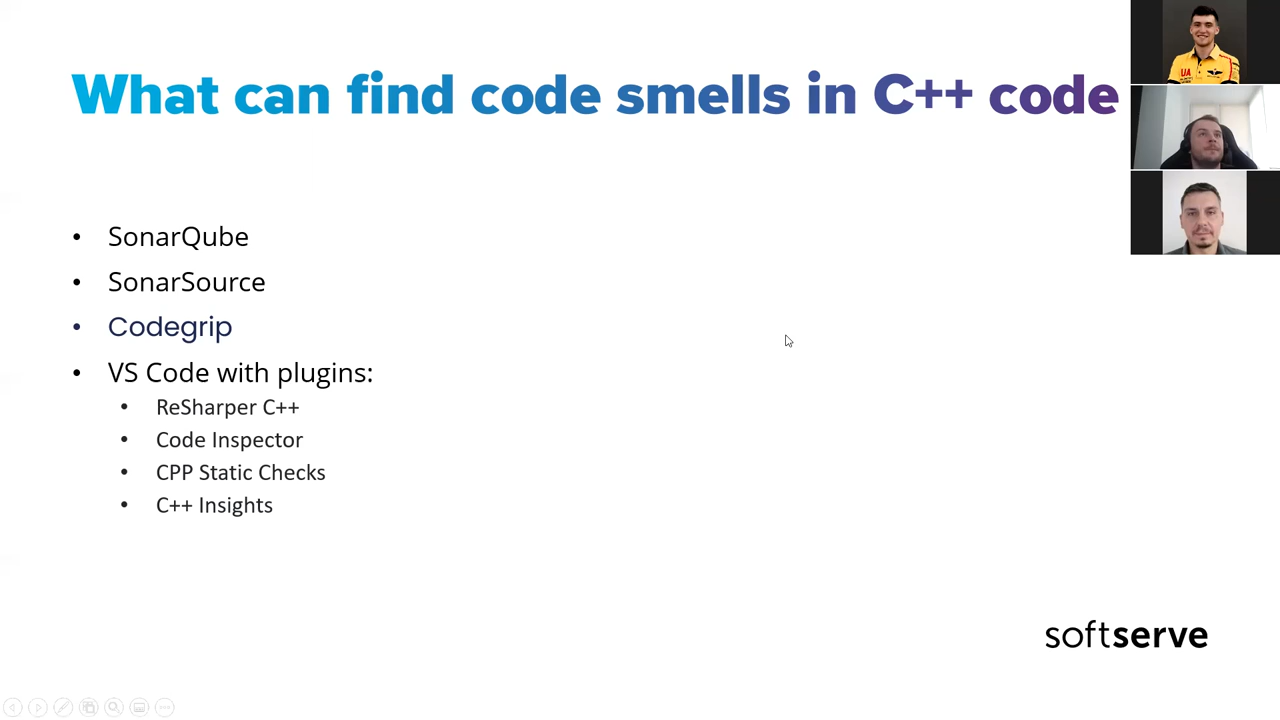 What can find code smells in C++ code
UA
• SonarQube
• SonarSource
• Codegrip
• VS Code with plugins:
• ReSharper C++
• Code Inspector
• CPP Static Checks
• C++ Insights
softserve